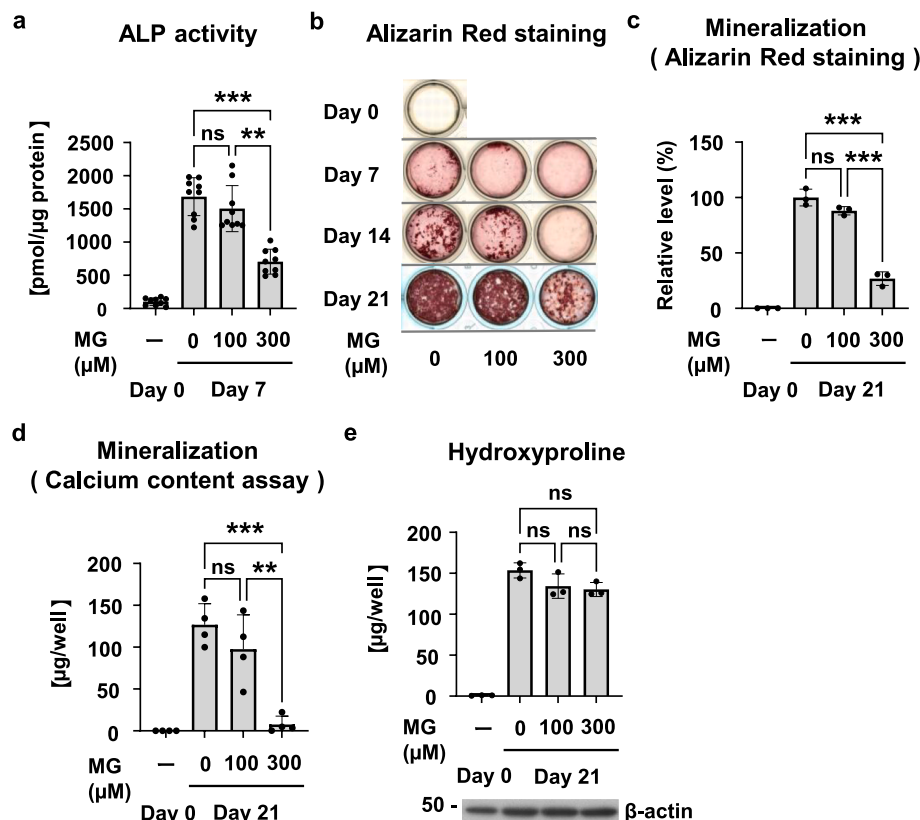 a
ALP activity
[pmol/μg protein]
2500
2000
1500
1000
500
0
***
ns
**
MG
(μM)
— 0 100 300
Day 0 Day 7
b
Alizarin Red staining
Day 0
Day 7
Day 14
Day 21
MG
(μM)
0 100 300
c
Mineralization
( Alizarin Red staining )
Relative level (%)
150
100
50
0
***
ns
***
MG
(μM)
— 0 100 300
Day 0 Day 21
d
Mineralization
( Calcium content assay )
[μg/well]
200
150
100
50
0
***
ns
**
MG
(μM)
— 0 100 300
Day 0 Day 21
e
Hydroxyproline
[μg/well]
200
150
100
50
0
ns
ns
ns
MG
(μM)
— 0 100 300
Day 0 Day 21
50 -
β-actin